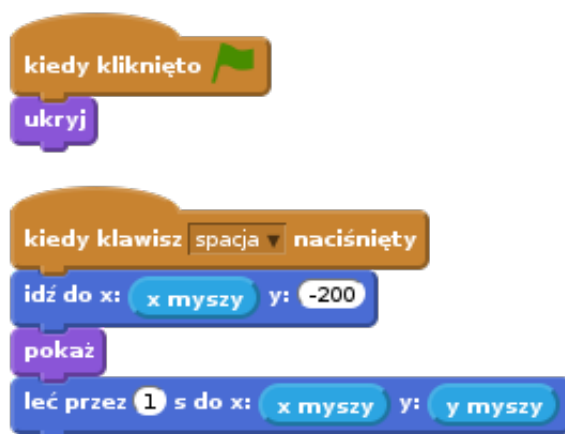 kiedy kliknięto
ukryj
kiedy klawisz spacja naciśnięty
idź do x: x myszy y: -200
pokaż
leć przez 1 s do x: x myszy y: y myszy